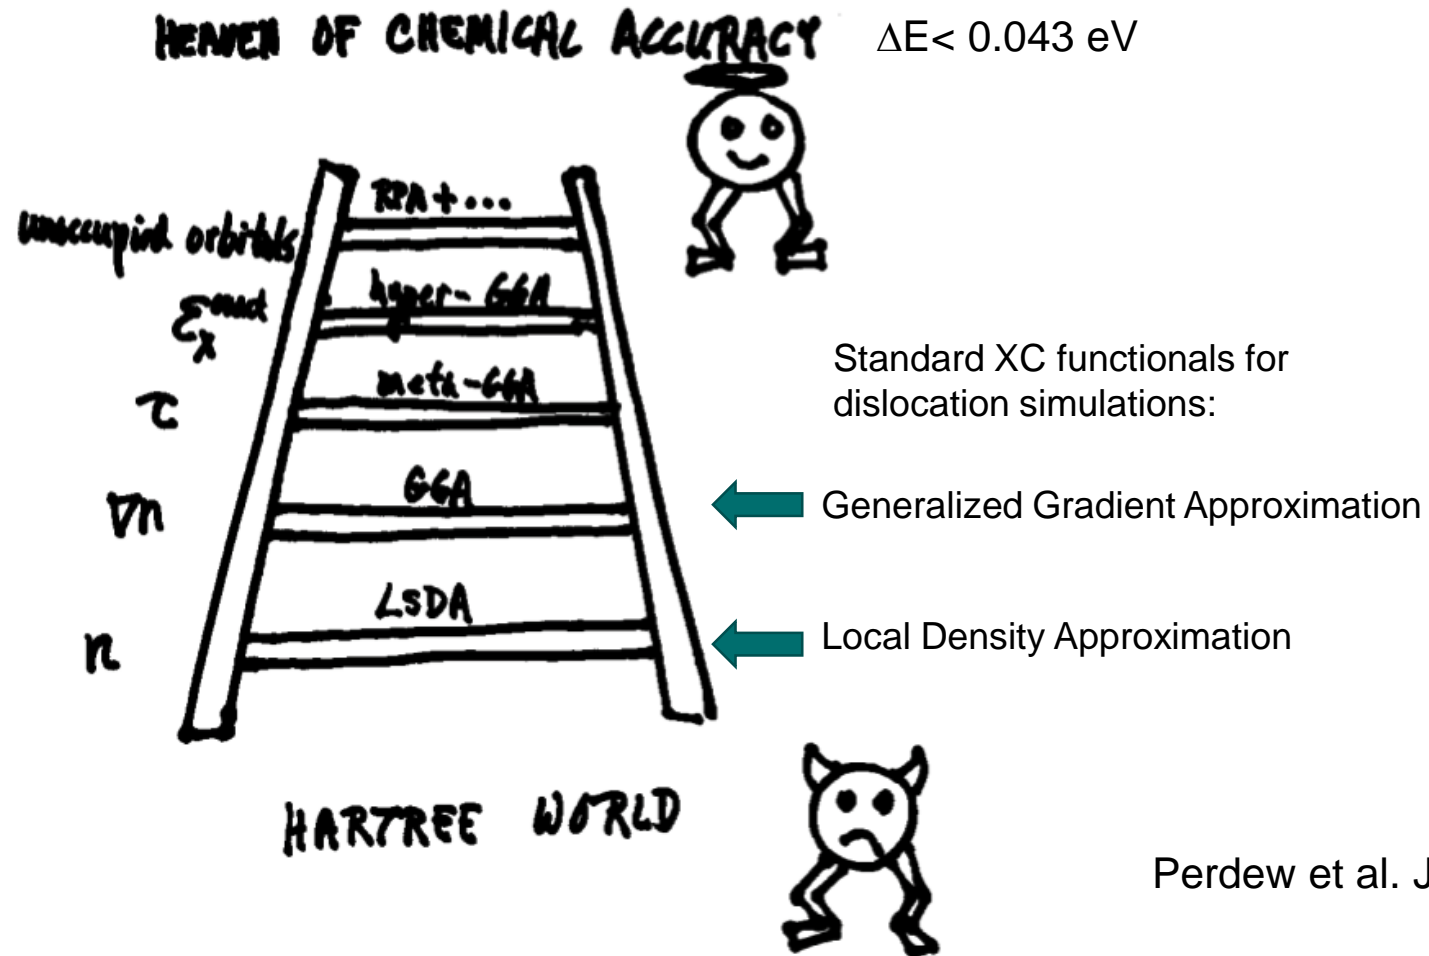 HEAVEN OF CHEMICAL ACCURACY
ΔE< 0.043 eV
RPA+...
unoccupied orbitals
hyper-GGA
Ɛₓᵉˣᵃᶜᵗ
meta-GGA
τ
Standard XC functionals for
dislocation simulations:
GGA
∇n
Generalized Gradient Approximation
LSDA
n
Local Density Approximation
HARTREE WORLD
Perdew et al. J